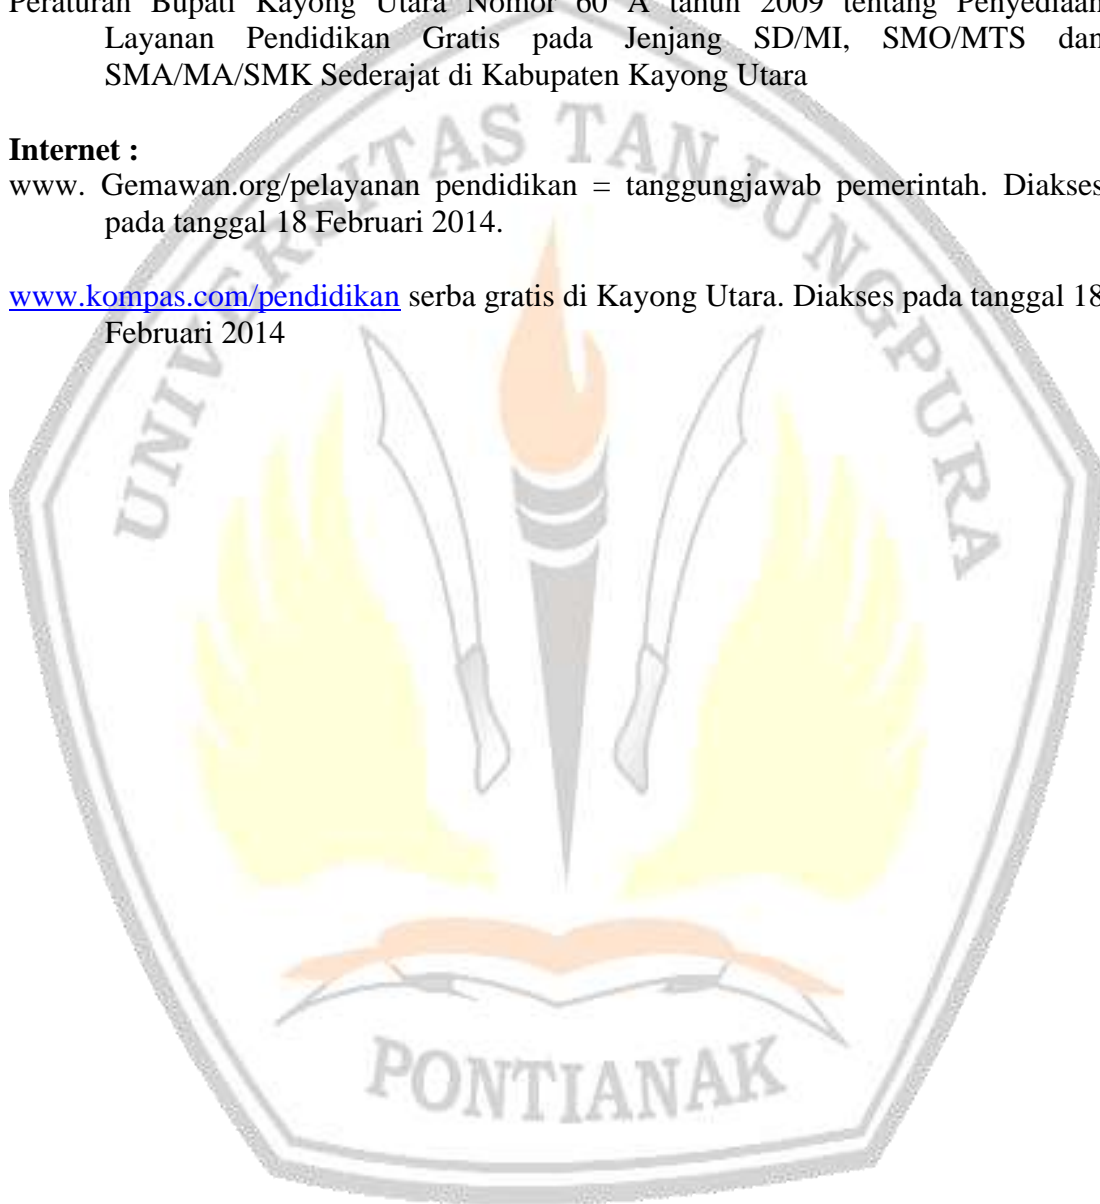 Peraturan Bupati Kayong Utara Nomor 60 A tahun 2009 tentang Penyediaan
Layanan Pendidikan Gratis pada Jenjang SD/MI, SMO/MTS dan
SMA/MA/SMK Sederajat di Kabupaten Kayong Utara
Internet :
www. Gemawan.org/pelayanan pendidikan = tanggungjawab pemerintah. Diakses
pada tanggal 18 Februari 2014.
www.kompas.com/pendidikan serba gratis di Kayong Utara. Diakses pada tanggal 18
Februari 2014
UNIVERSITAS TANJUNGPURA
PONTIANAK